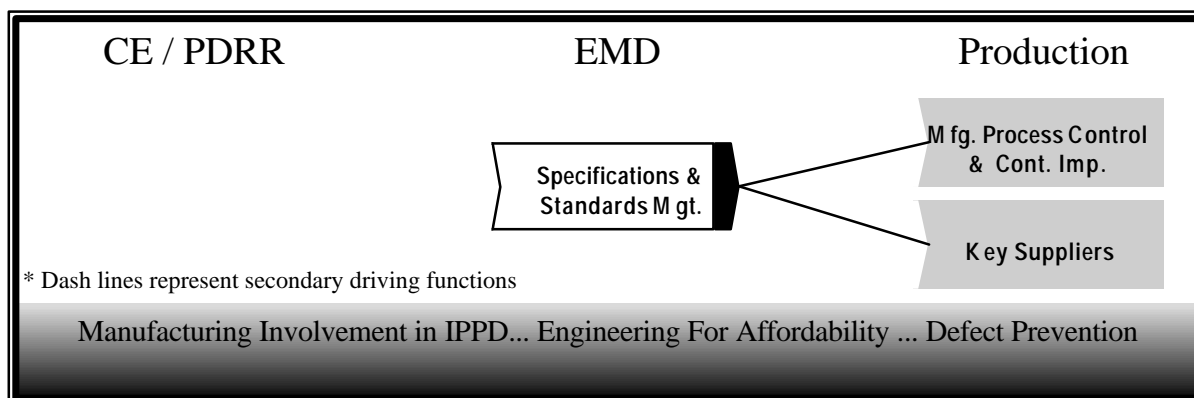 CE / PDRR
EMD
Production
Mfg. Process Control
& Cont. Imp.
Specifications &
Standards Mgt.
Key Suppliers
* Dash lines represent secondary driving functions
Manufacturing Involvement in IPPD... Engineering For Affordability ... Defect Prevention